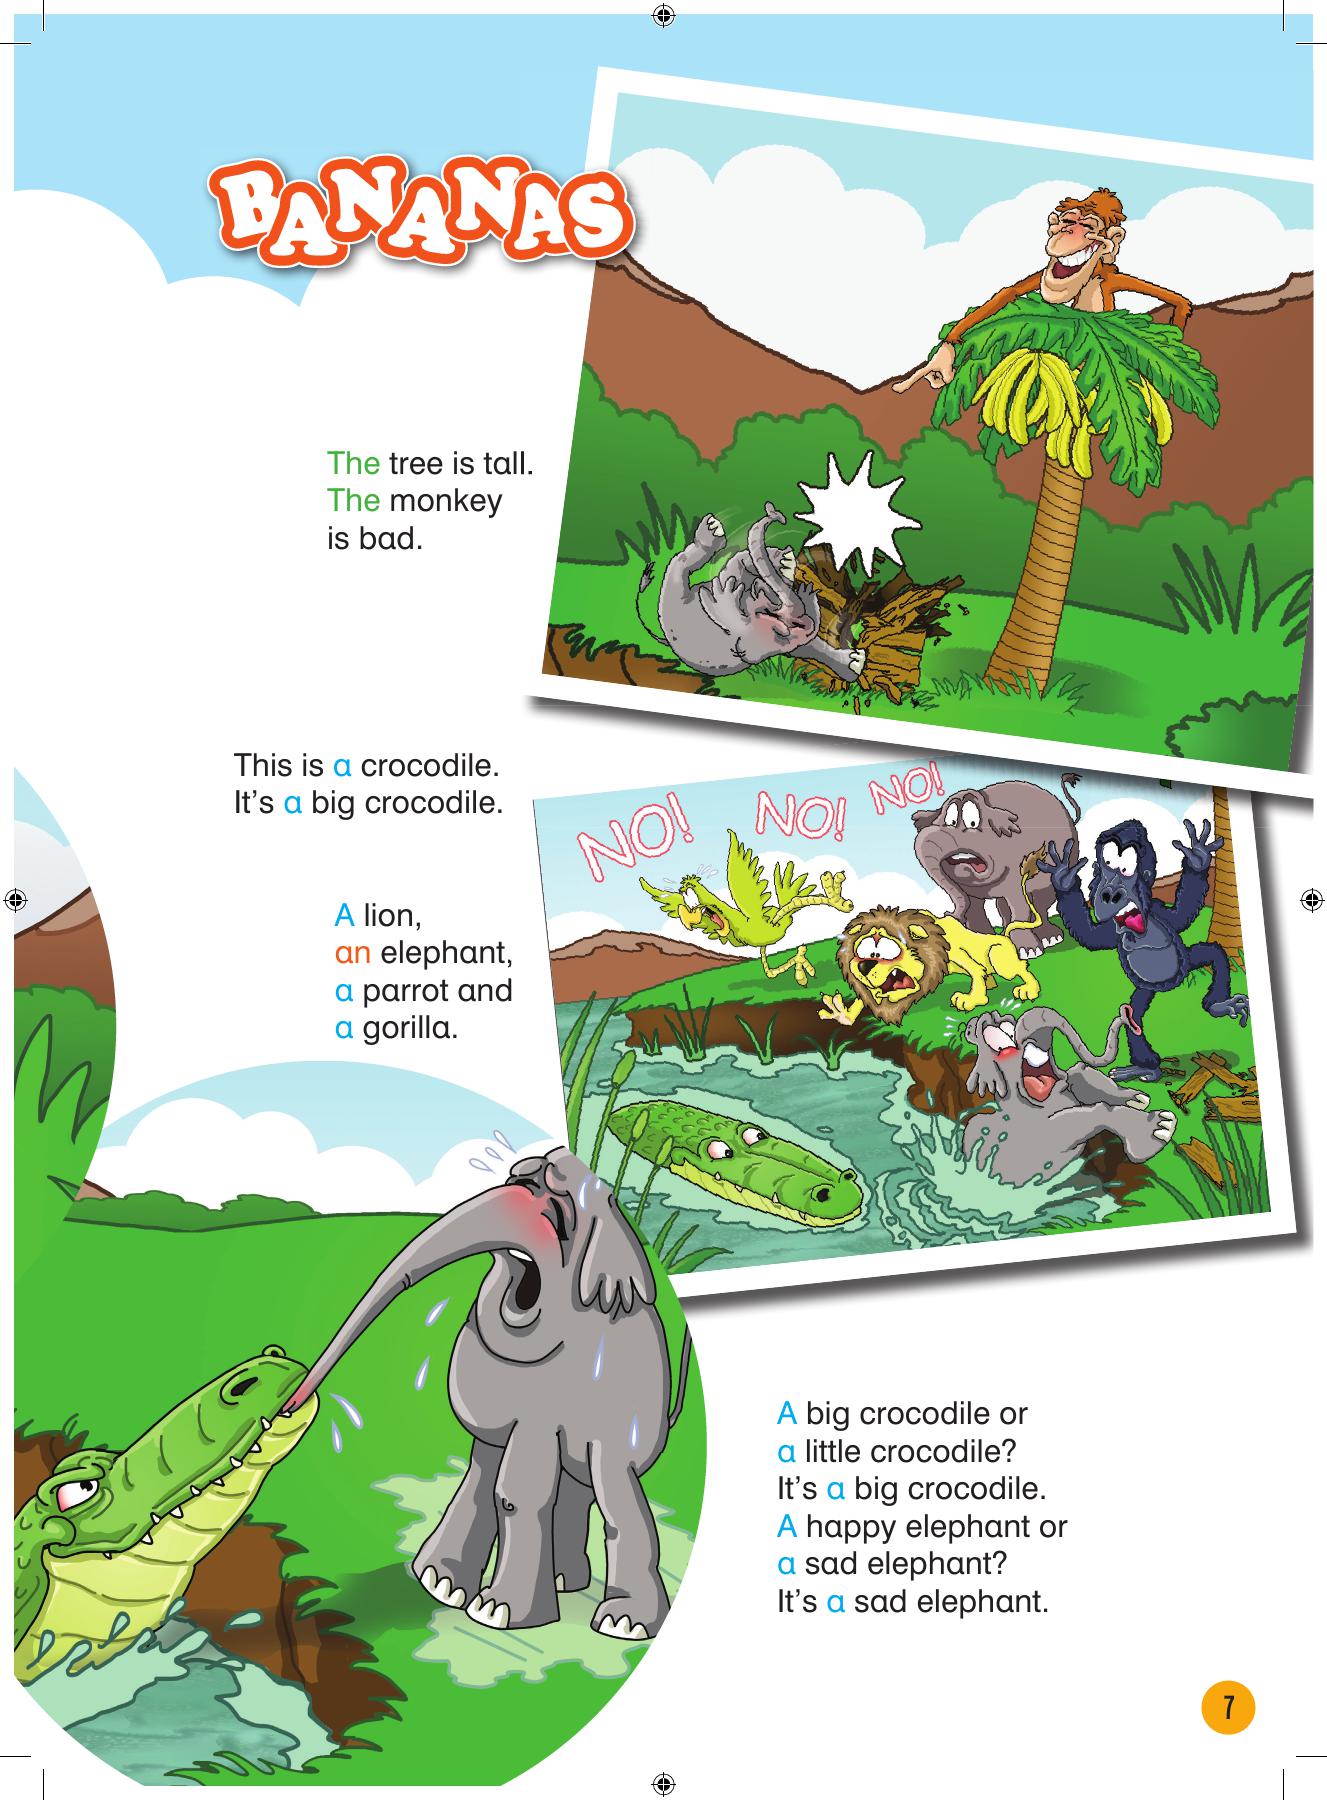 BANANAS
The tree is tall.
The monkey
is bad.
This is a crocodile.
It's a big crocodile.
NO! NO! NO!
A lion,
an elephant,
a parrot and
a gorilla.
A big crocodile or
a little crocodile?
It's a big crocodile.
A happy elephant or
a sad elephant?
It's a sad elephant.
7